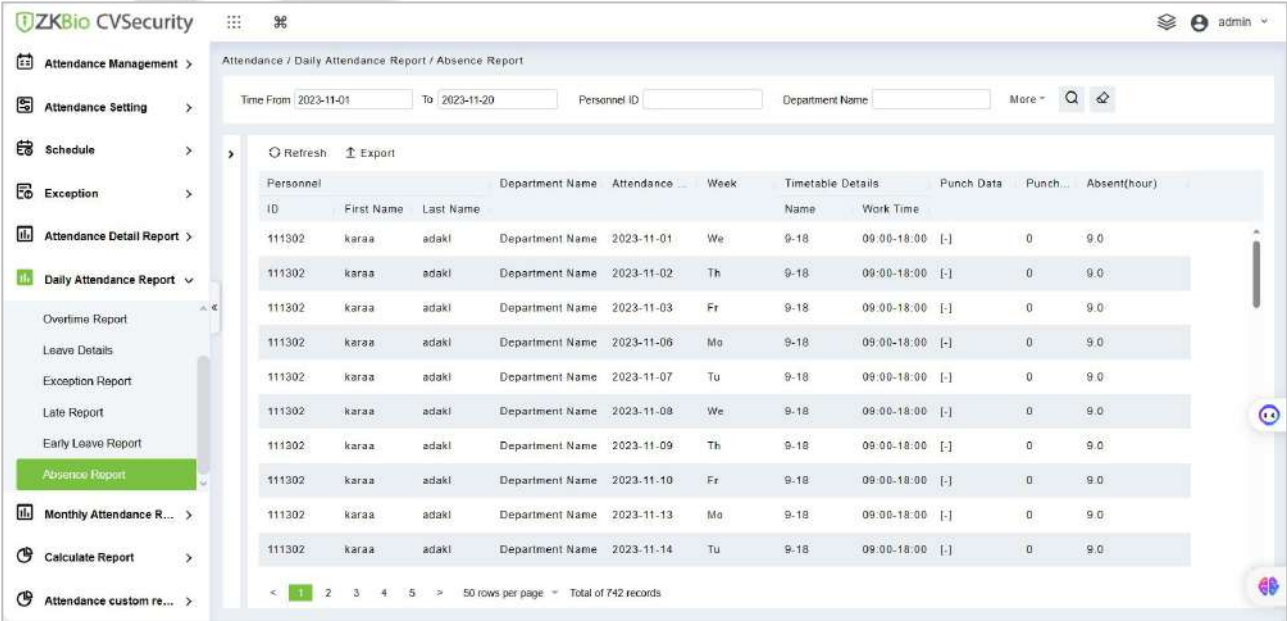 ZKBio CVSecurity
admin
Attendance Management
Attendance Setting
Schedule
Exception
Attendance Detail Report
Daily Attendance Report
Overtime Report
Leave Details
Exception Report
Late Report
Early Leave Report
Absence Report
Monthly Attendance R...
Calculate Report
Attendance custom re...
Attendance / Daily Attendance Report / Absence Report
Time From 2023-11-01 To 2023-11-20 Personnel ID Department Name More
Refresh Export
Personnel Department Name Attendance ... Week Timetable Details Punch Data Punch... Absent(hour)
ID First Name Last Name Name Work Time
111302 karaa adakl Department Name 2023-11-01 We 9-18 09:00-18:00 [-] 0 9.0
111302 karaa adakl Department Name 2023-11-02 Th 9-18 09:00-18:00 [-] 0 9.0
111302 karaa adakl Department Name 2023-11-03 Fr 9-18 09:00-18:00 [-] 0 9.0
111302 karaa adakl Department Name 2023-11-06 Mo 9-18 09:00-18:00 [-] 0 9.0
111302 karaa adakl Department Name 2023-11-07 Tu 9-18 09:00-18:00 [-] 0 9.0
111302 karaa adakl Department Name 2023-11-08 We 9-18 09:00-18:00 [-] 0 9.0
111302 karaa adakl Department Name 2023-11-09 Th 9-18 09:00-18:00 [-] 0 9.0
111302 karaa adakl Department Name 2023-11-10 Fr 9-18 09:00-18:00 [-] 0 9.0
111302 karaa adakl Department Name 2023-11-13 Mo 9-18 09:00-18:00 [-] 0 9.0
111302 karaa adakl Department Name 2023-11-14 Tu 9-18 09:00-18:00 [-] 0 9.0
< 1 2 3 4 5 > 50 rows per page Total of 742 records